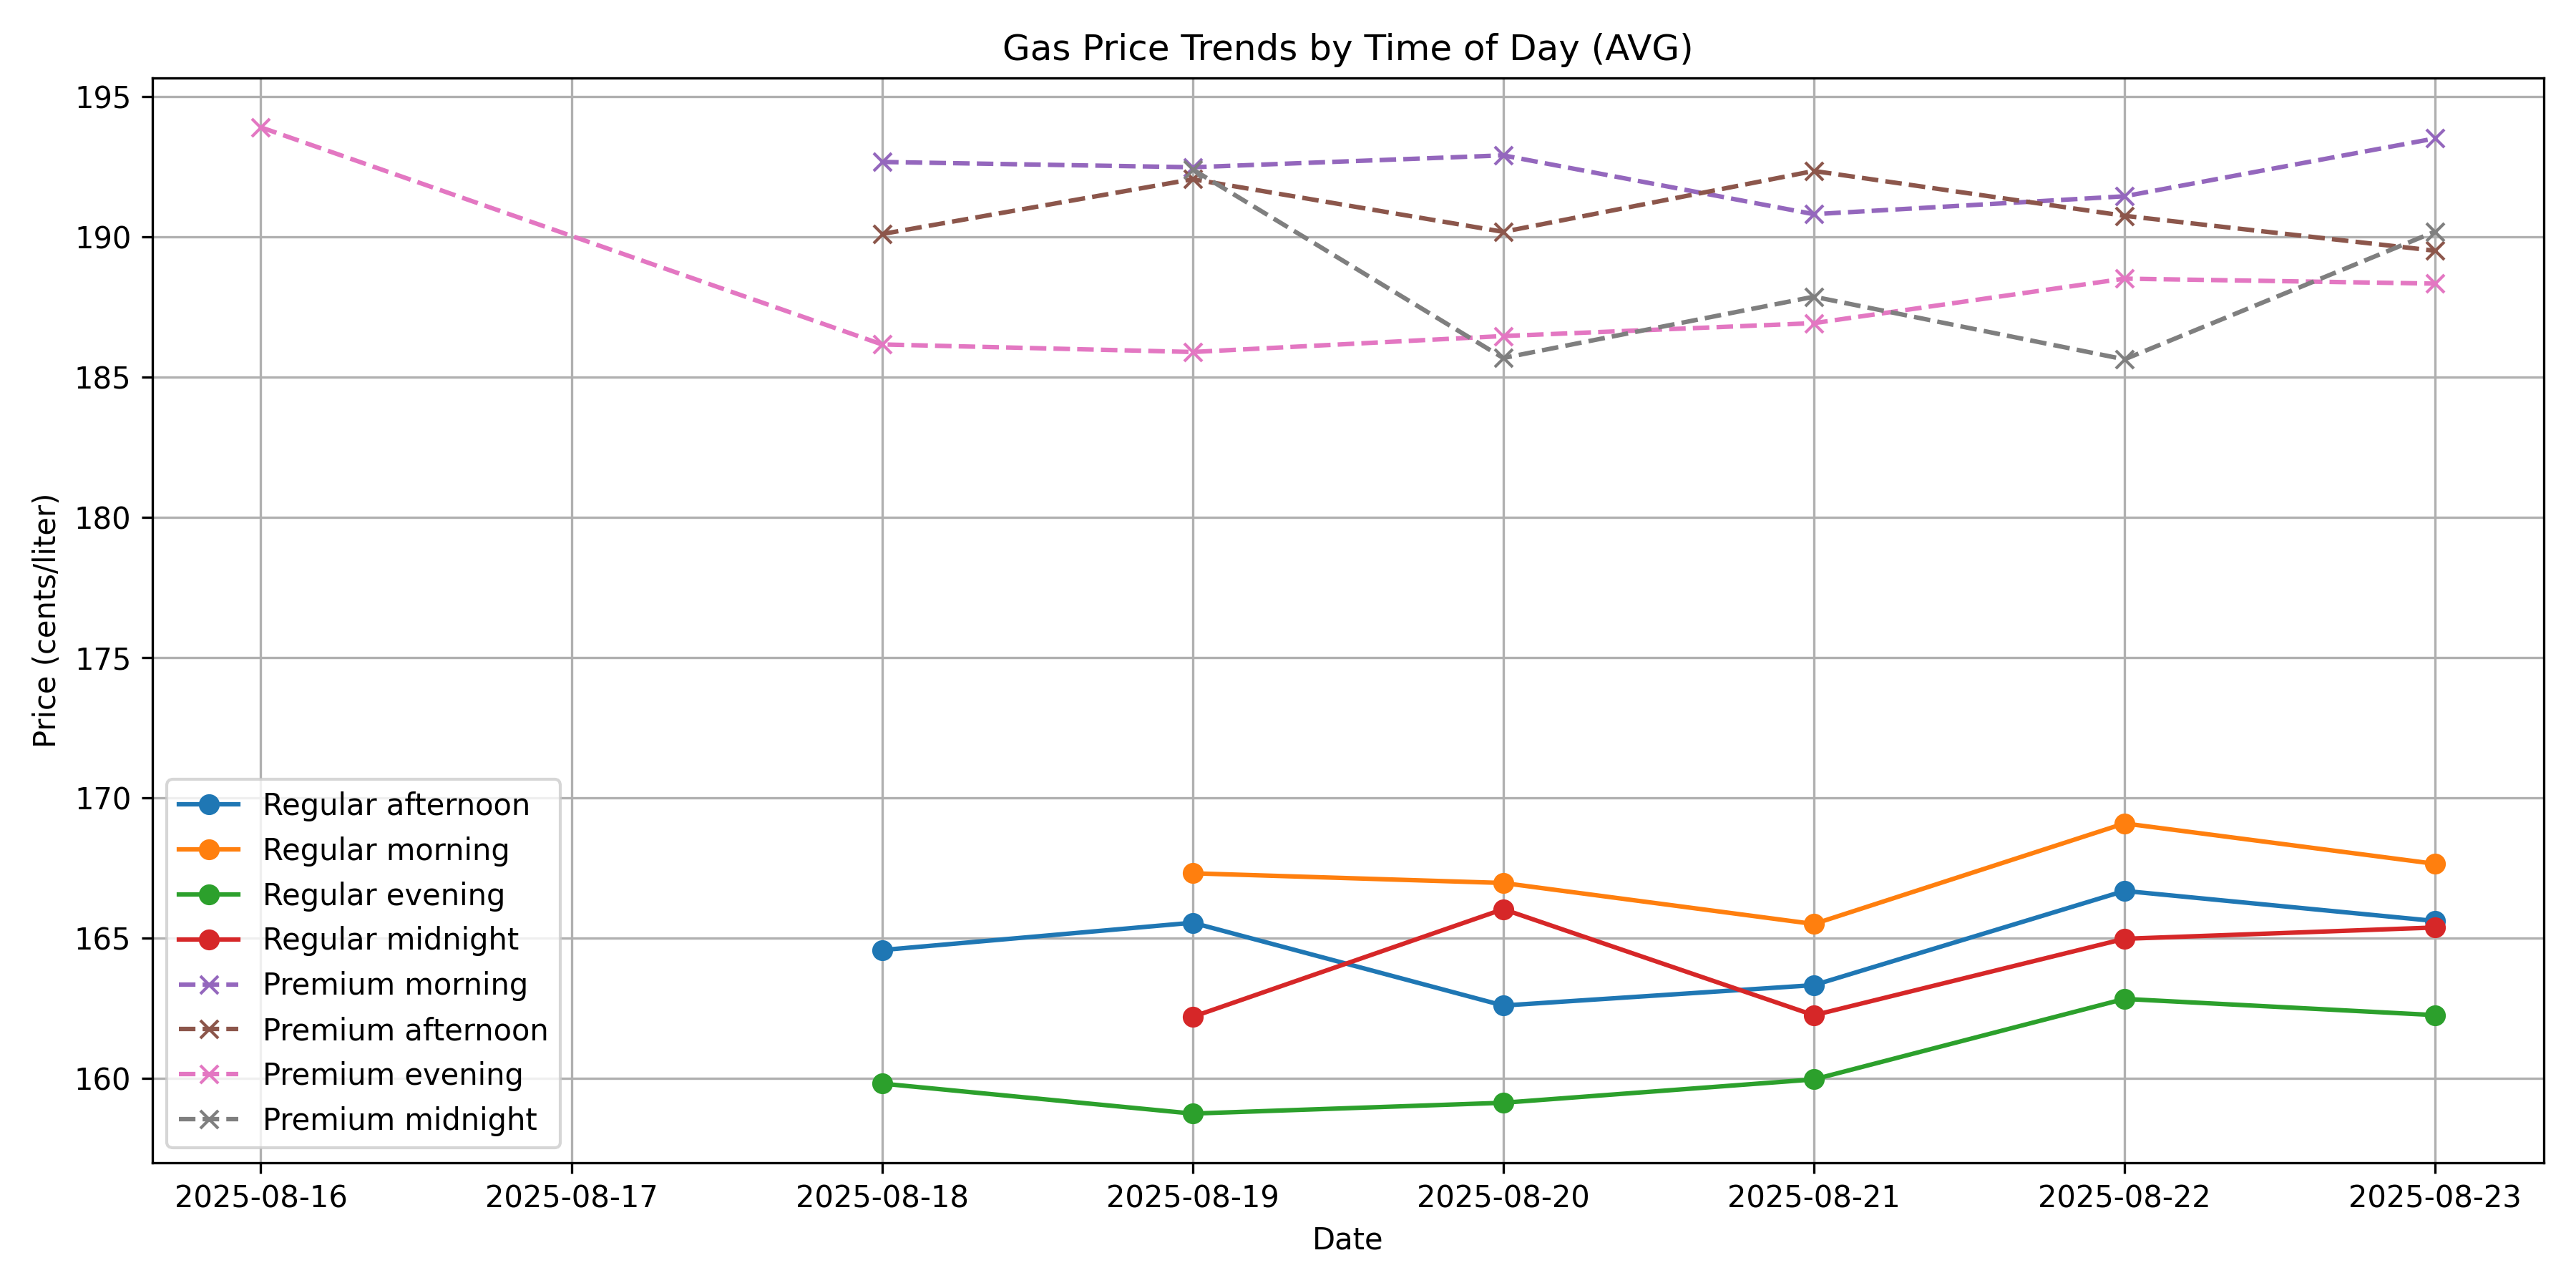 Gas Price Trends by Time of Day (AVG)
195
190
185
180
175
170
165
160
Price (cents/liter)
Regular afternoon
Regular morning
Regular evening
Regular midnight
Premium morning
Premium afternoon
Premium evening
Premium midnight
2025-08-16 2025-08-17 2025-08-18 2025-08-19 2025-08-20 2025-08-21 2025-08-22 2025-08-23
Date